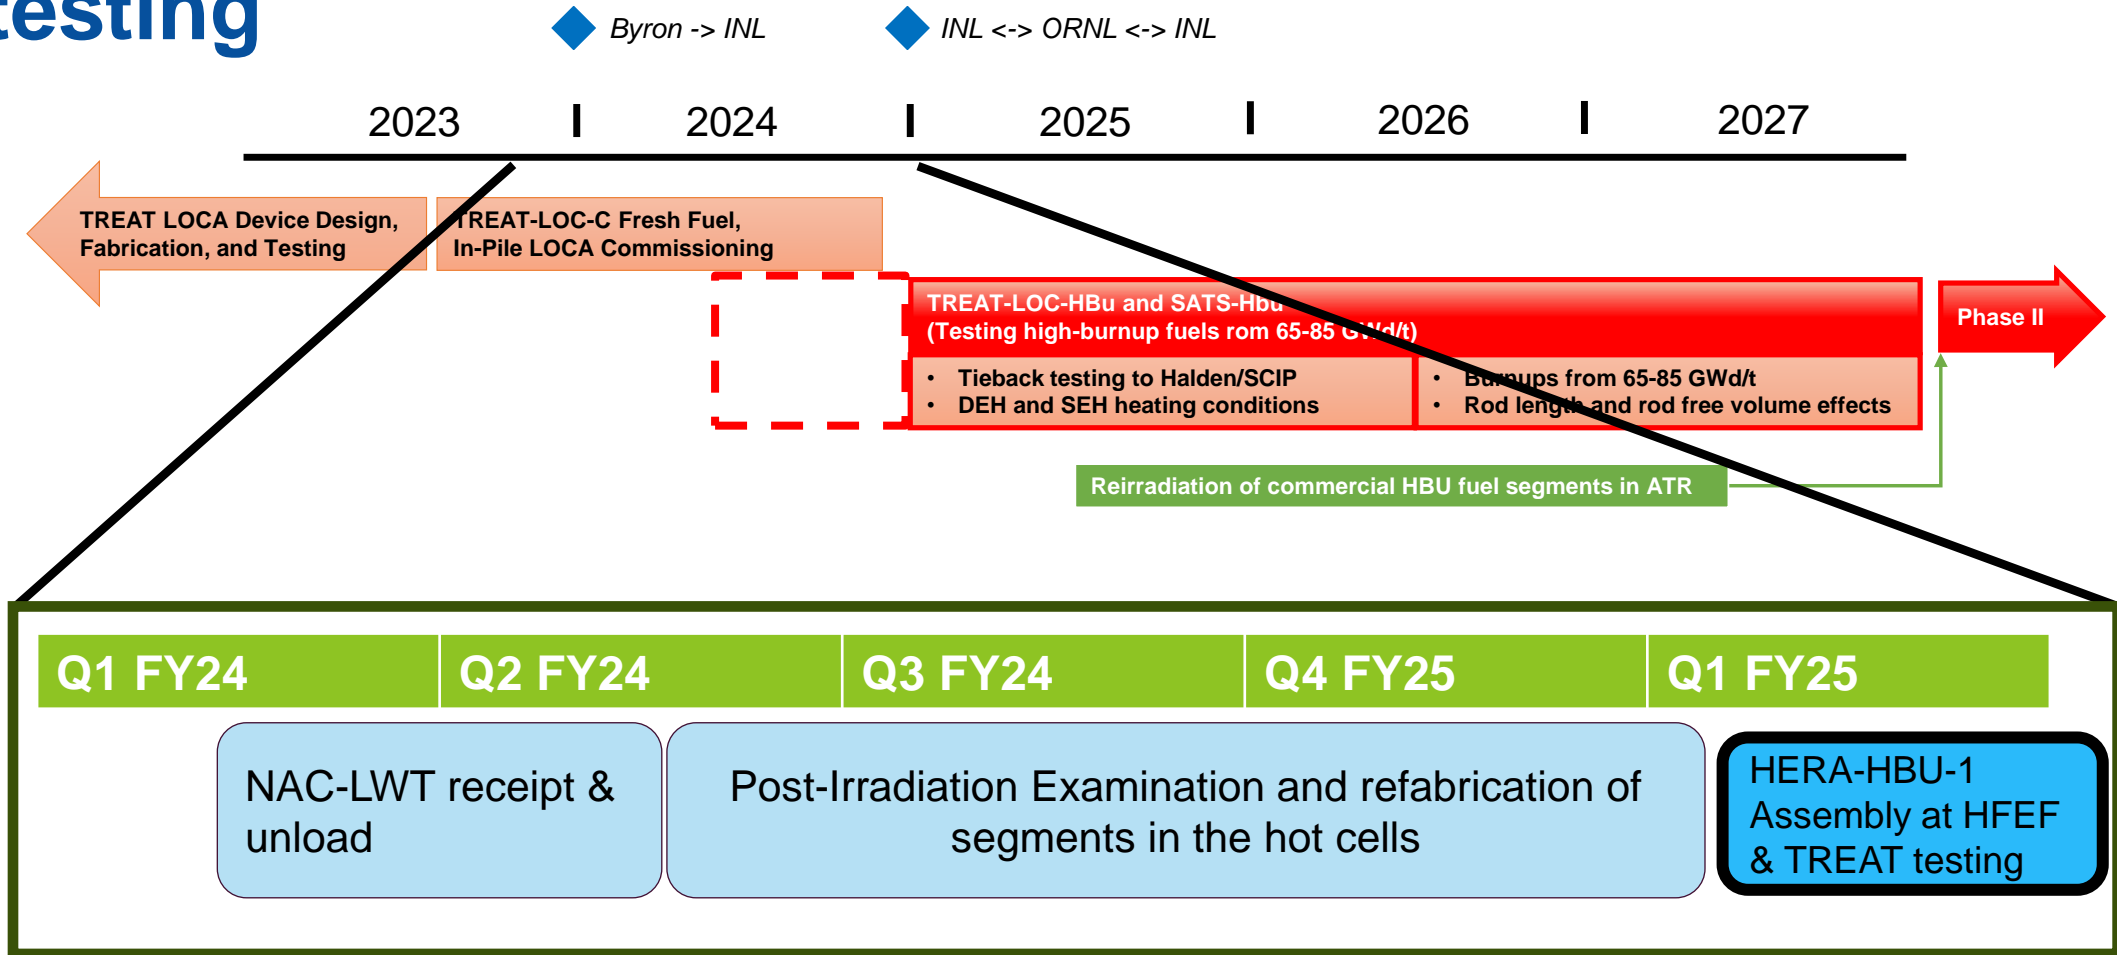 testing
Byron -> INL
INL <-> ORNL <-> INL
2023
2024
2025
2026
2027
TREAT LOCA Device Design,
Fabrication, and Testing
TREAT-LOC-C Fresh Fuel,
In-Pile LOCA Commissioning
TREAT-LOC-HBu and SATS-Hbu
(Testing high-burnup fuels rom 65-85 GWd/t)
• Tieback testing to Halden/SCIP
• DEH and SEH heating conditions
• Burnups from 65-85 GWd/t
• Rod length and rod free volume effects
Phase II
Reirradiation of commercial HBU fuel segments in ATR
Q1 FY24
Q2 FY24
Q3 FY24
Q4 FY25
Q1 FY25
NAC-LWT receipt &
unload
Post-Irradiation Examination and refabrication of
segments in the hot cells
HERA-HBU-1
Assembly at HFEF
& TREAT testing